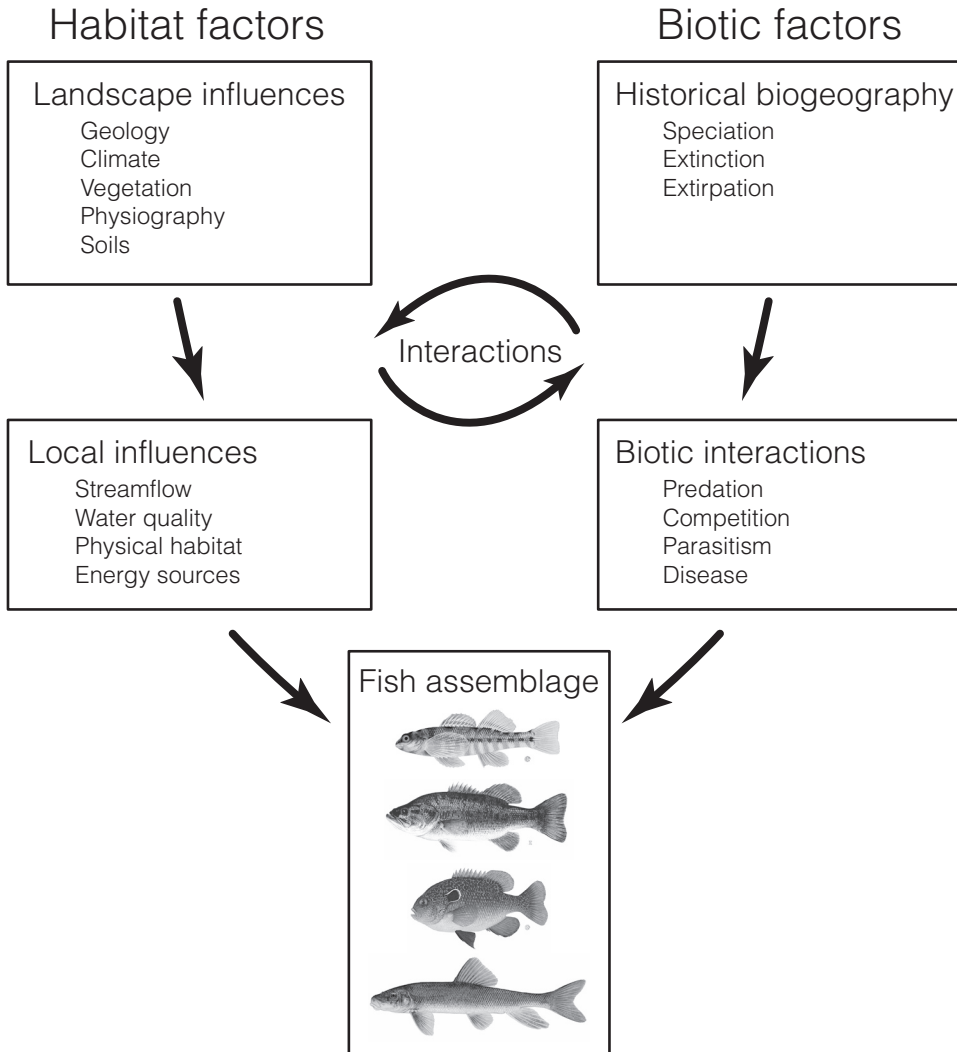 Habitat factors
Landscape influences
Geology
Climate
Vegetation
Physiography
Soils
Biotic factors
Historical biogeography
Speciation
Extinction
Extirpation
Interactions
Local influences
Streamflow
Water quality
Physical habitat
Energy sources
Biotic interactions
Predation
Competition
Parasitism
Disease
Fish assemblage